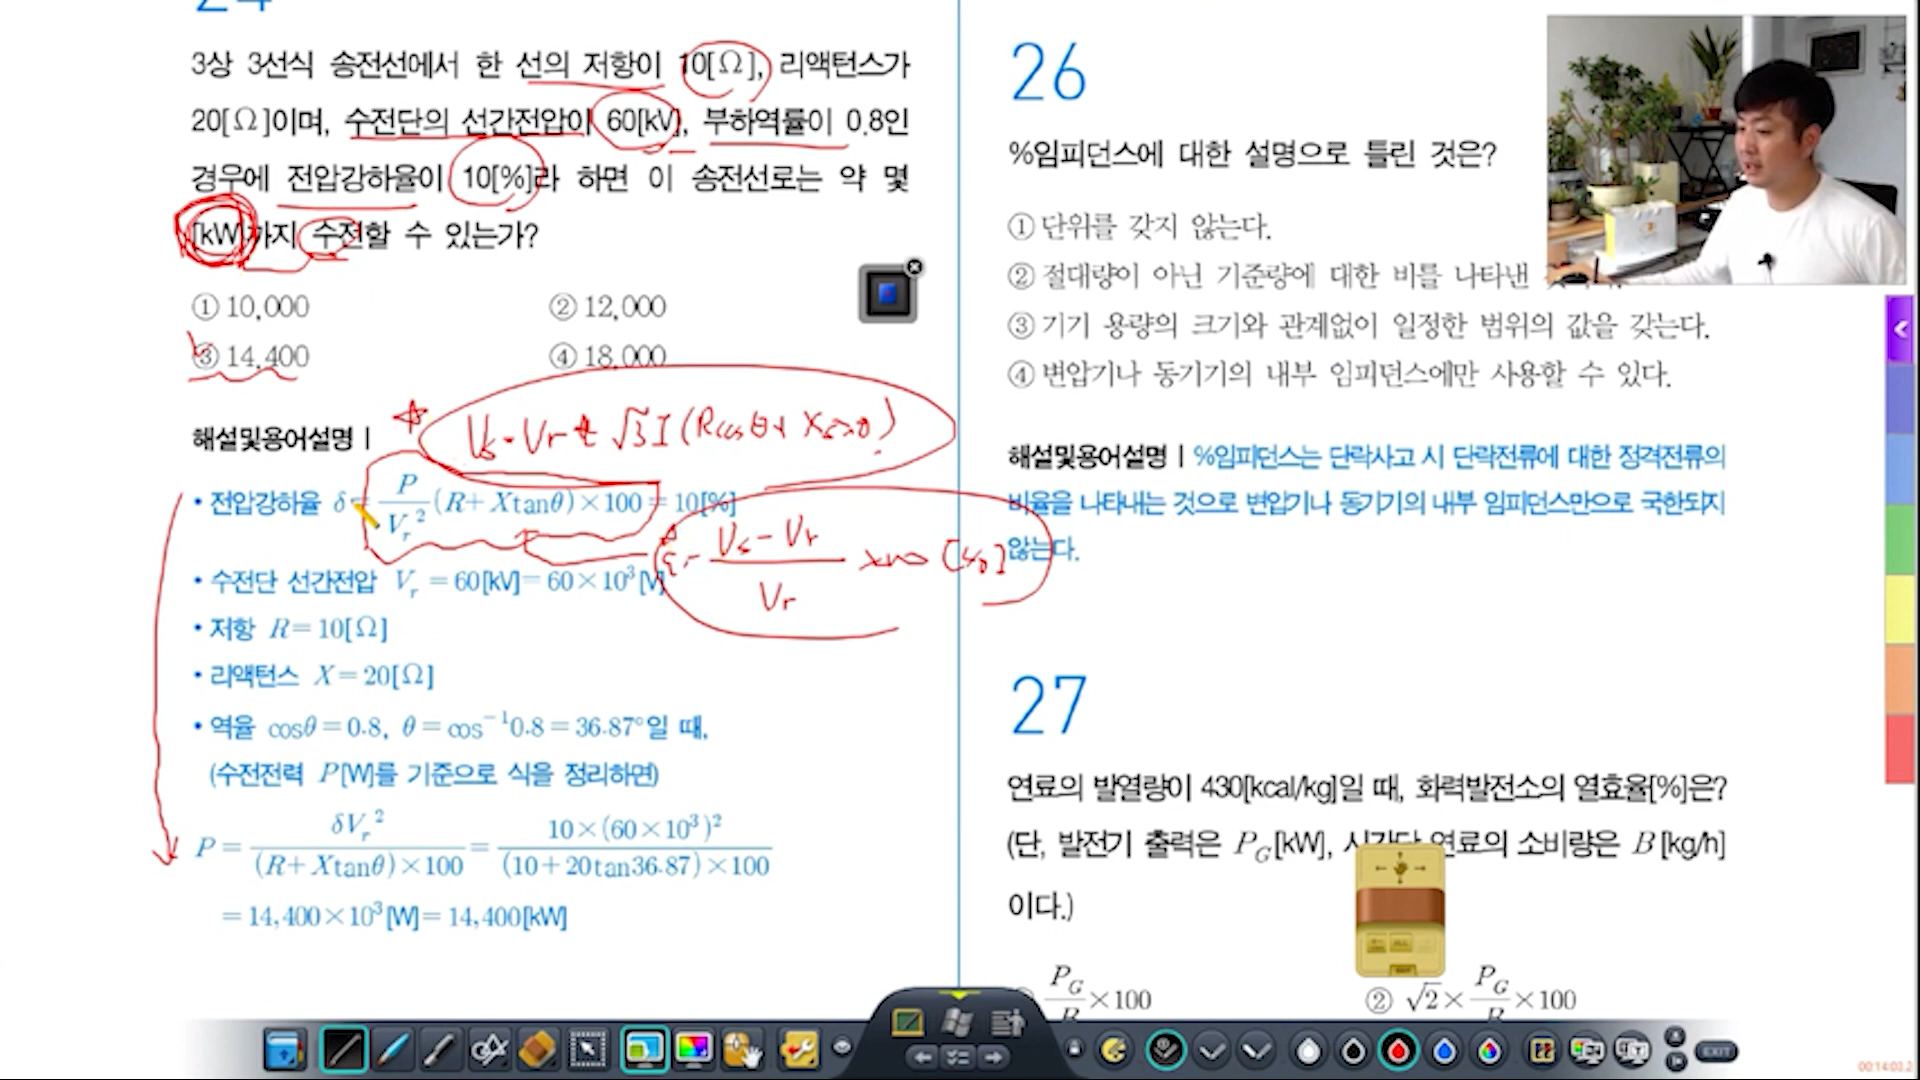 3상 3선식 송전선에서 한 선의 저항이 10[Ω], 리액턴스가
20[Ω]이며, 수전단의 선간전압이 60[kV], 부하역률이 0.8인
경우에 전압강하율이 10[%]라 하면 이 송전선로는 약 몇
[kW]까지 수전할 수 있는가?
① 10,000 ② 12,000
③ 14,400 ④ 18,000
Vs - Vr = √3 I (R cosθ + X sinθ)
해설및용어설명 |
• 전압강하율 δ = P/Vr² (R+Xtanθ)×100 = 10[%]
Vs - Vr / Vr ×100 [%]
• 수전단 선간전압 Vr = 60[kV] = 60×10³[V]
• 저항 R = 10[Ω]
• 리액턴스 X = 20[Ω]
• 역율 cosθ = 0.8, θ = cos⁻¹0.8 = 36.87°일 때,
(수전전력 P[W]를 기준으로 식을 정리하면)
P = δVr² / (R+Xtanθ)×100 = 10×(60×10³)² / (10+20tan36.87)×100
= 14,400×10³[W] = 14,400[kW]
26
%임피던스에 대한 설명으로 틀린 것은?
① 단위를 갖지 않는다.
② 절대량이 아닌 기준량에 대한 비를 나타낸
③ 기기 용량의 크기와 관계없이 일정한 범위의 값을 갖는다.
④ 변압기나 동기기의 내부 임피던스에만 사용할 수 있다.
해설및용어설명 | %임피던스는 단락사고 시 단락전류에 대한 정격전류의
비율을 나타내는 것으로 변압기나 동기기의 내부 임피던스만으로 국한되지
않는다.
27
연료의 발열량이 430[kcal/kg]일 때, 화력발전소의 열효율[%]은?
(단, 발전기 출력은 P_G[kW], 시간당 연료의 소비량은 B[kg/h]
이다.)
P_G/B ×100 ② √2 × P_G/B ×100
EXIT